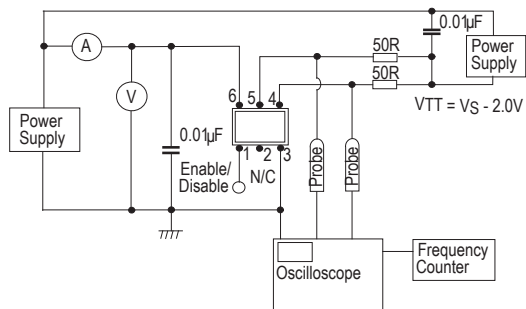 0.01µF
A
50R
Power
Supply
50R
V
6 5 4
VTT = VS - 2.0V
Power
Supply
0.01µF
1 2 3
Enable/
Disable
N/C
Probe
Probe
Oscilloscope
Frequency
Counter